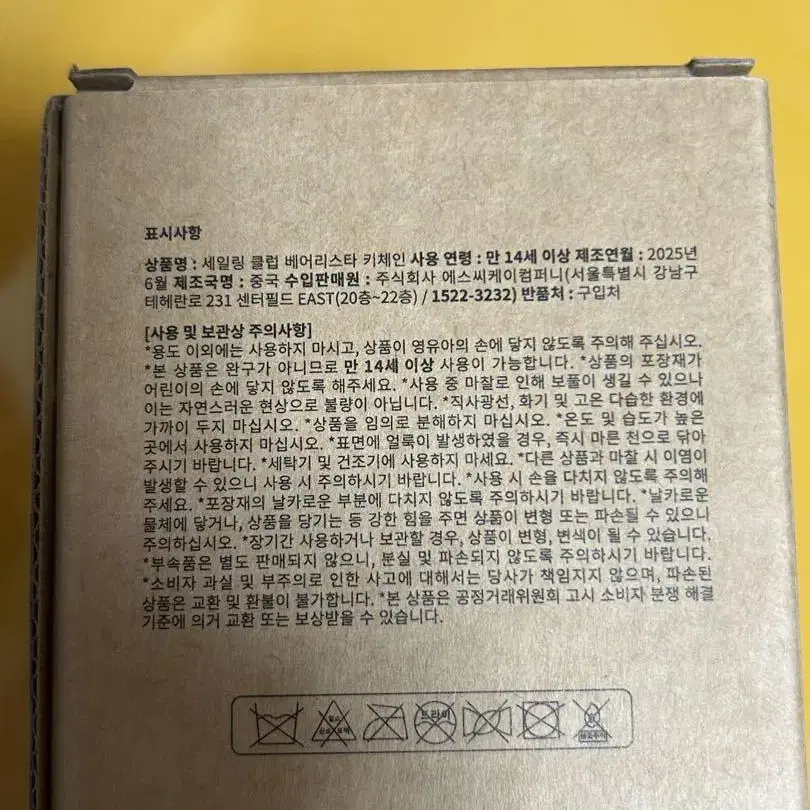 표시사항
상품명 : 세일링 클럽 베어리스타 키체인 사용 연령 : 만 14세 이상 제조연월 : 2025년
6월 제조국명 : 중국 수입판매원 : 주식회사 에스씨케이컴퍼니(서울특별시 강남구
테헤란로 231 센터필드 EAST(20층~22층) / 1522-3232) 반품처 : 구입처
[사용 및 보관상 주의사항]
*용도 이외에는 사용하지 마시고, 상품이 영유아의 손에 닿지 않도록 주의해 주십시오.
*본 상품은 완구가 아니므로 만 14세 이상 사용이 가능합니다. *상품의 포장재가
어린이의 손에 닿지 않도록 해주세요. *사용 중 마찰로 인해 보풀이 생길 수 있으나
이는 자연스러운 현상으로 불량이 아닙니다. *직사광선, 화기 및 고온 다습한 환경에
가까이 두지 마십시오. *상품을 임의로 분해하지 마십시오. *온도 및 습도가 높은
곳에서 사용하지 마십시오. *표면에 얼룩이 발생하였을 경우, 즉시 마른 천으로 닦아
주시기 바랍니다. *세탁기 및 건조기에 사용하지 마세요. *다른 상품과 마찰 시 이염이
발생할 수 있으니 사용 시 주의하시기 바랍니다. *사용 시 손을 다치지 않도록 주의해
주세요. *포장재의 날카로운 부분에 다치지 않도록 주의하시기 바랍니다. *날카로운
물체에 닿거나, 상품을 당기는 등 강한 힘을 주면 상품이 변형 또는 파손될 수 있으니
주의하십시오. *장기간 사용하거나 보관할 경우, 상품이 변형, 변색이 될 수 있습니다.
*부속품은 별도 판매되지 않으니, 분실 및 파손되지 않도록 주의하시기 바랍니다.
*소비자 과실 및 부주의로 인한 사고에 대해서는 당사가 책임지지 않으며, 파손된
상품은 교환 및 환불이 불가합니다. *본 상품은 공정거래위원회 고시 소비자 분쟁 해결
기준에 의거 교환 또는 보상받을 수 있습니다.
드라이